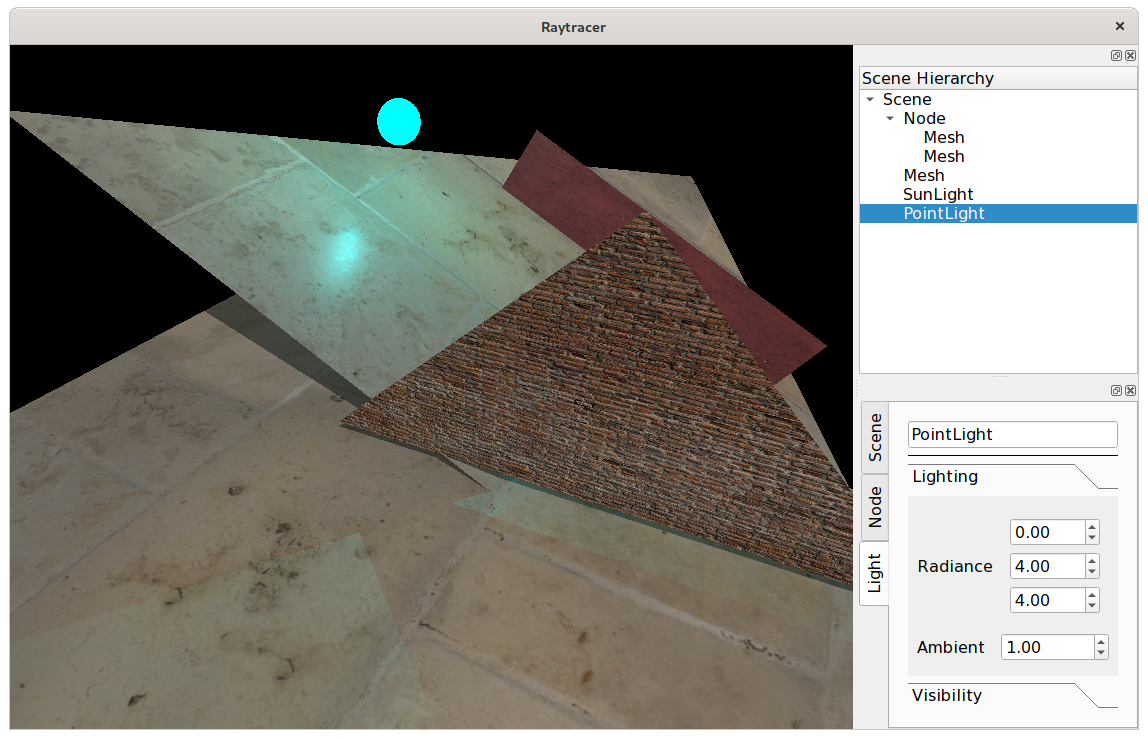 Raytracer
Scene Hierarchy
Scene
Node
Mesh
Mesh
Mesh
SunLight
PointLight
Scene
Node
Light
PointLight
Lighting
Radiance
0.00
4.00
4.00
Ambient 1.00
Visibility